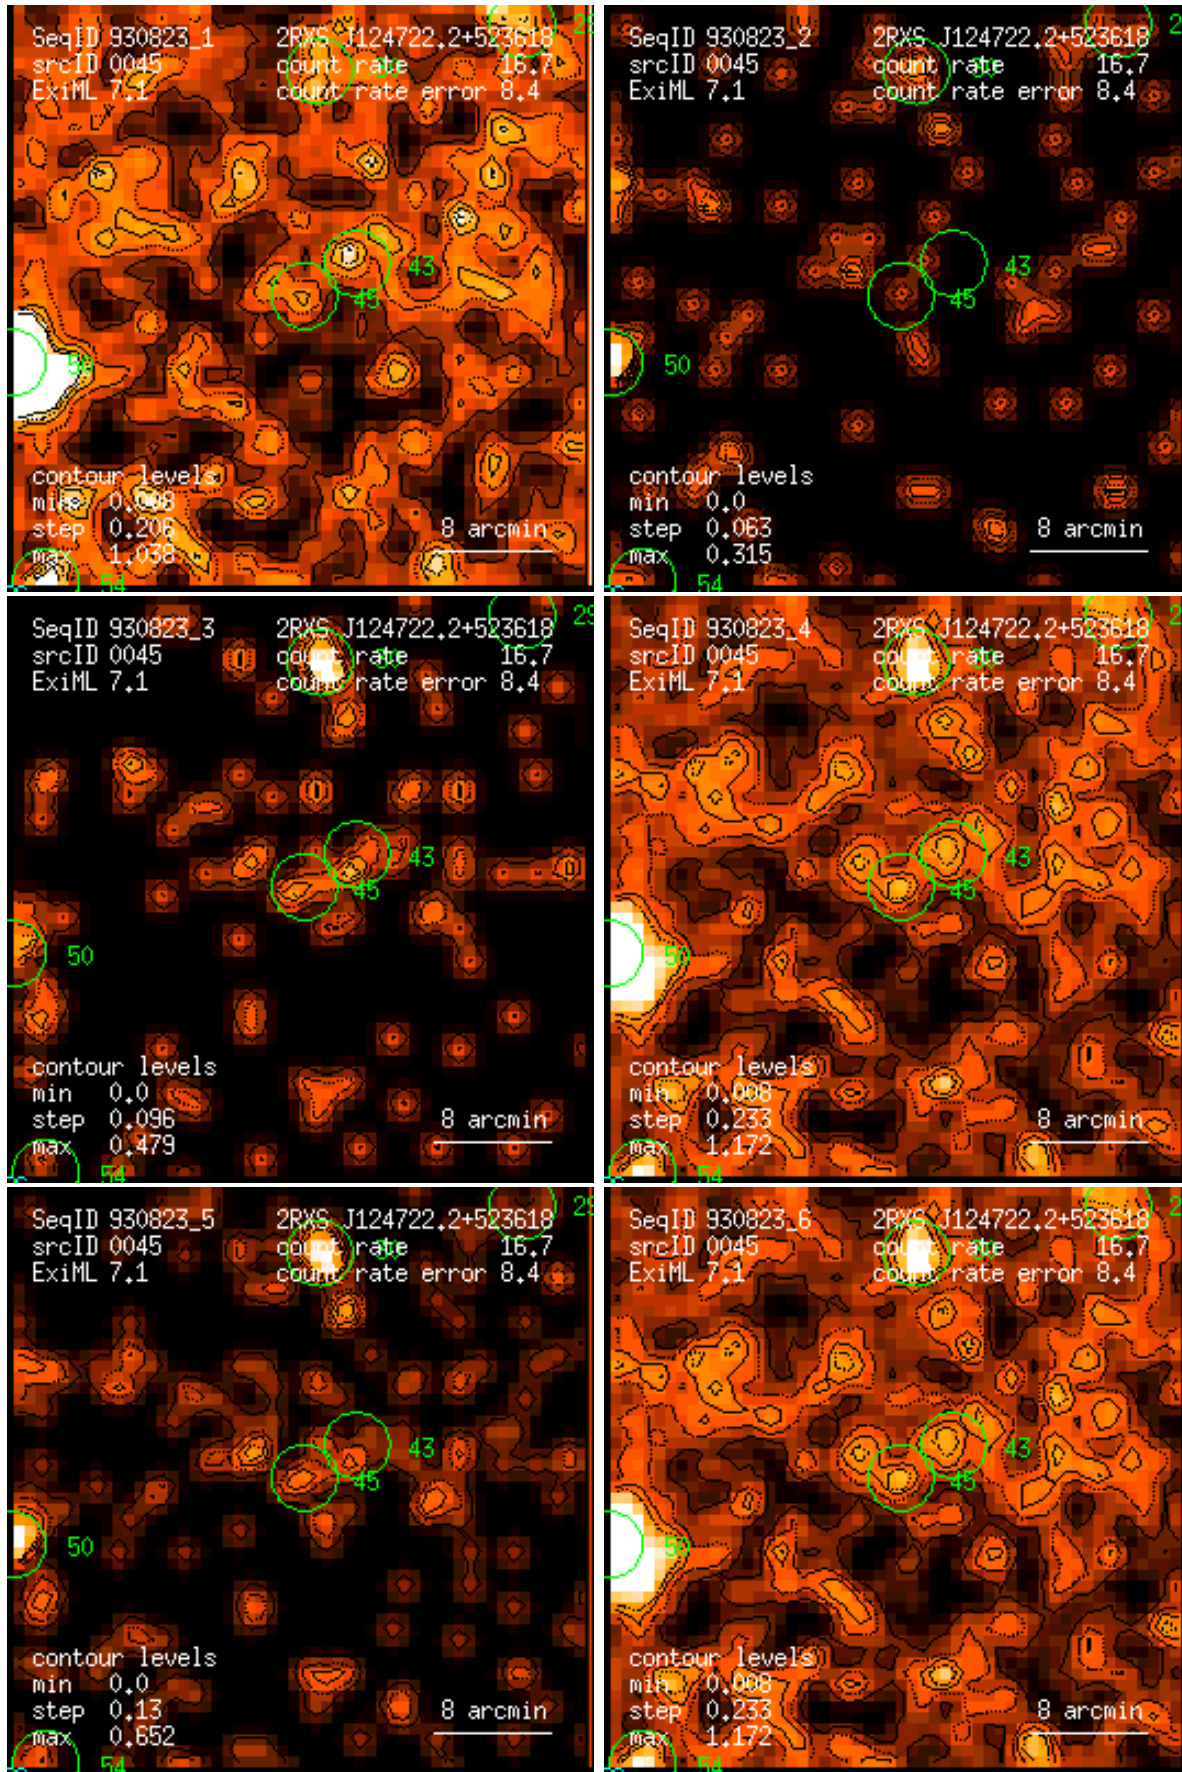 SeqID 930823_1 2RXS J124722.2+523618 29
srcID 0045 count rate 16.7
ExiML 7.1 count rate error 8.4
43
45
50
contour levels
min 0.008
step 0.206 8 arcmin
max 1.038
54
SeqID 930823_2 2RXS J124722.2+523618 2
srcID 0045 count rate 16.7
ExiML 7.1 count rate error 8.4
43
45
50
contour levels
min 0.0
step 0.063 8 arcmin
max 0.315
54
SeqID 930823_3 2RXS J124722.2+523618 29
srcID 0045 count rate 16.7
ExiML 7.1 count rate error 8.4
43
45
50
contour levels
min 0.0
step 0.096 8 arcmin
max 0.479
54
SeqID 930823_4 2RXS J124722.2+523618 2
srcID 0045 count rate 16.7
ExiML 7.1 count rate error 8.4
43
45
50
contour levels
min 0.008
step 0.233 8 arcmin
max 1.172
54
SeqID 930823_5 2RXS J124722.2+523618 29
srcID 0045 count rate 16.7
ExiML 7.1 count rate error 8.4
43
45
50
contour levels
min 0.0
step 0.13 8 arcmin
max 0.652
54
SeqID 930823_6 2RXS J124722.2+523618 2
srcID 0045 count rate 16.7
ExiML 7.1 count rate error 8.4
43
45
50
contour levels
min 0.008
step 0.233 8 arcmin
max 1.172
54